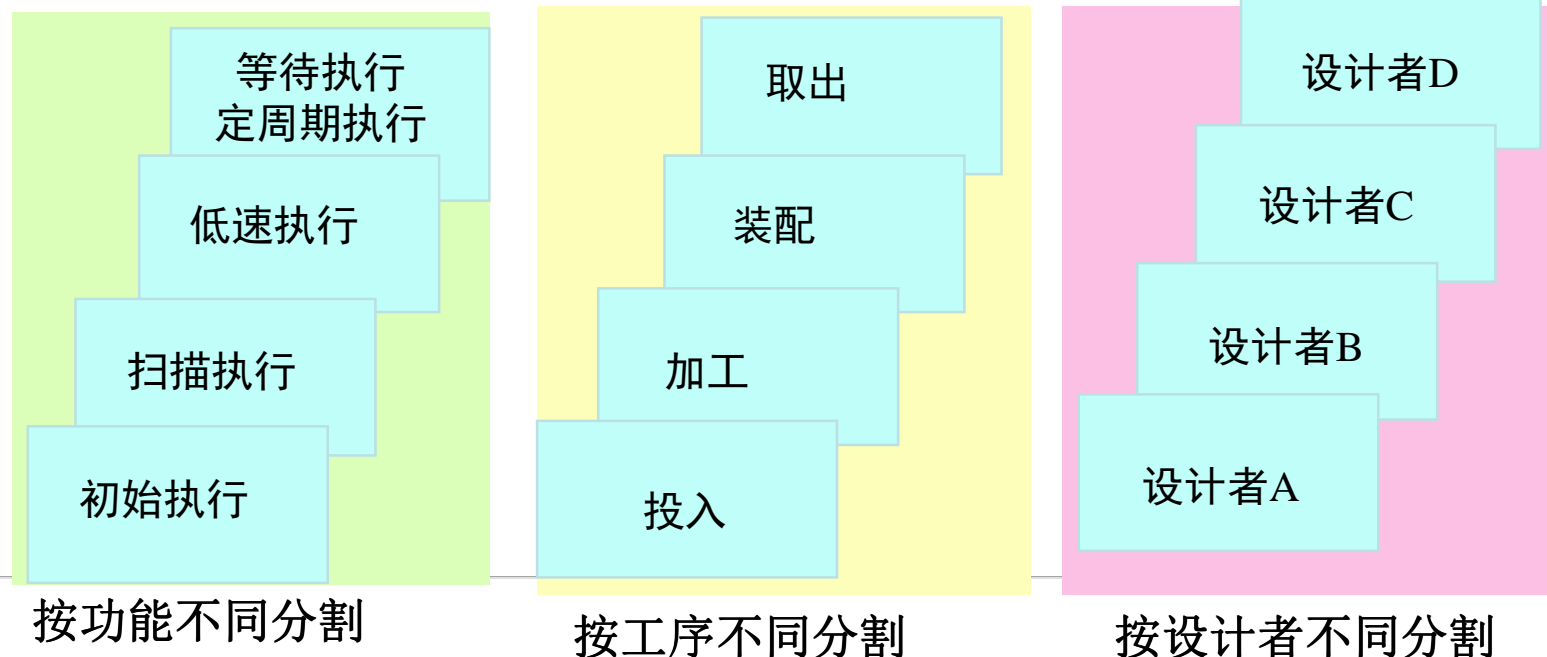 等待执行
定周期执行
低速执行
扫描执行
初始执行
按功能不同分割
取出
装配
加工
投入
按工序不同分割
设计者D
设计者C
设计者B
设计者A
按设计者不同分割